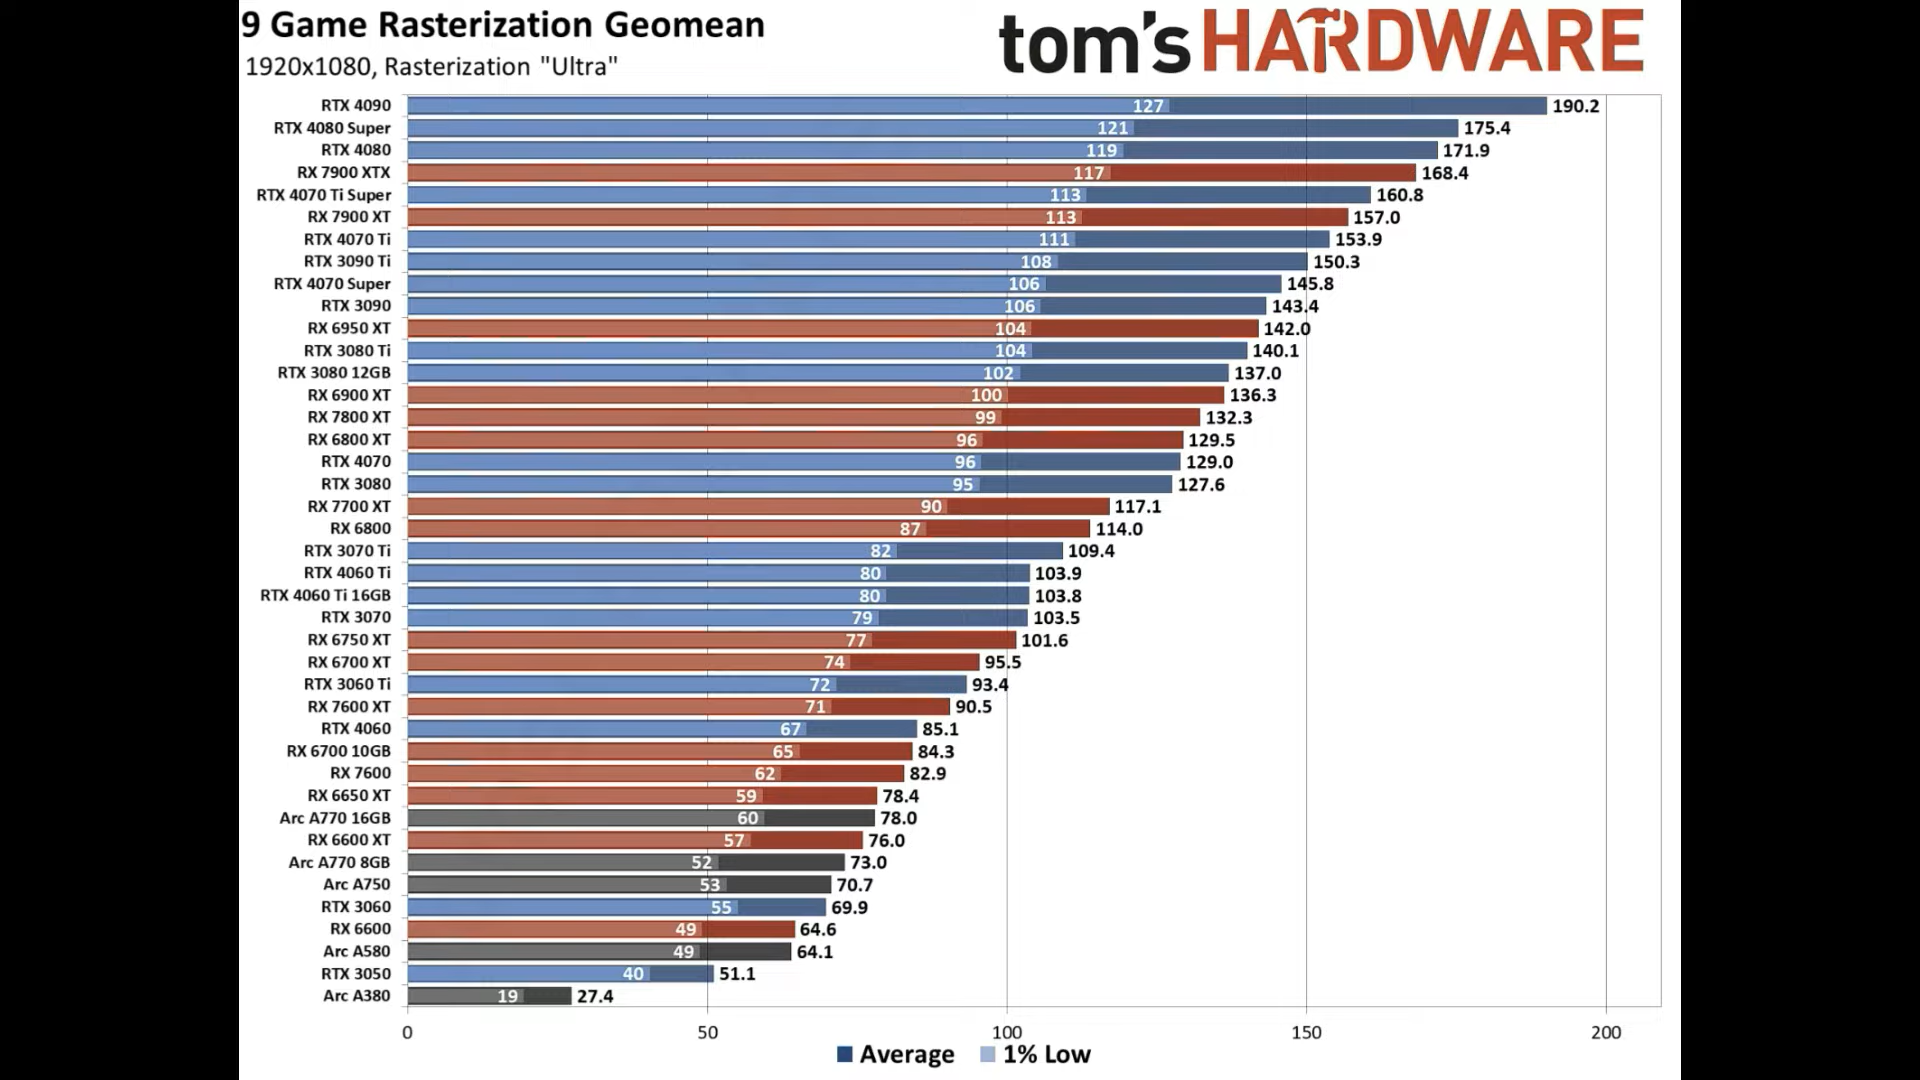 9 Game Rasterization Geomean
1920x1080, Rasterization "Ultra"
tom's HARDWARE
RTX 4090 127 190.2
RTX 4080 Super 121 175.4
RTX 4080 119 171.9
RX 7900 XTX 117 168.4
RTX 4070 Ti Super 113 160.8
RX 7900 XT 113 157.0
RTX 4070 Ti 111 153.9
RTX 3090 Ti 108 150.3
RTX 4070 Super 106 145.8
RTX 3090 106 143.4
RX 6950 XT 104 142.0
RTX 3080 Ti 104 140.1
RTX 3080 12GB 102 137.0
RX 6900 XT 100 136.3
RX 7800 XT 99 132.3
RX 6800 XT 96 129.5
RTX 4070 96 129.0
RTX 3080 95 127.6
RX 7700 XT 90 117.1
RX 6800 87 114.0
RTX 3070 Ti 82 109.4
RTX 4060 Ti 80 103.9
RTX 4060 Ti 16GB 80 103.8
RTX 3070 79 103.5
RX 6750 XT 77 101.6
RX 6700 XT 74 95.5
RTX 3060 Ti 72 93.4
RX 7600 XT 71 90.5
RTX 4060 67 85.1
RX 6700 10GB 65 84.3
RX 7600 62 82.9
RX 6650 XT 59 78.4
Arc A770 16GB 60 78.0
RX 6600 XT 57 76.0
Arc A770 8GB 52 73.0
Arc A750 53 70.7
RTX 3060 55 69.9
RX 6600 49 64.6
Arc A580 49 64.1
RTX 3050 40 51.1
Arc A380 19 27.4
0 50 100 150 200
Average 1% Low